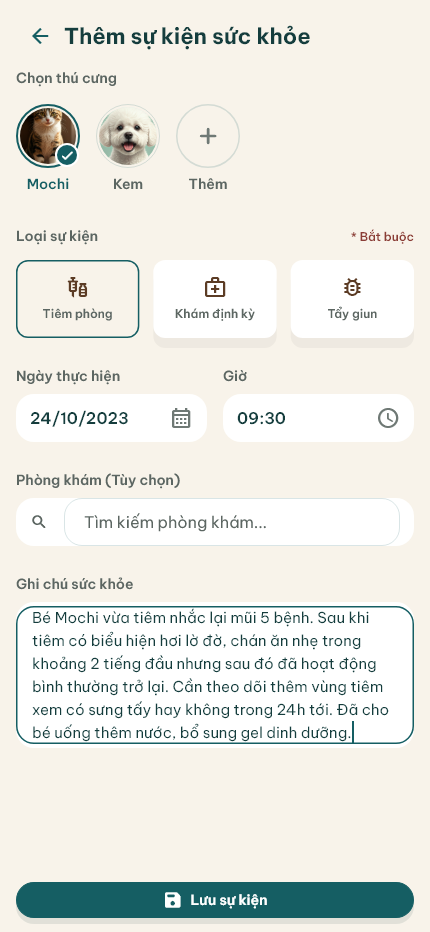 Thêm sự kiện sức khỏe
Chọn thú cưng
Mochi
Kem
Thêm
Loại sự kiện
* Bắt buộc
Tiêm phòng
Khám định kỳ
Tẩy giun
Ngày thực hiện
Giờ
24/10/2023
09:30
Phòng khám (Tùy chọn)
Tìm kiếm phòng khám...
Ghi chú sức khỏe
Bé Mochi vừa tiêm nhắc lại mũi 5 bệnh. Sau khi
tiêm có biểu hiện hơi lờ đờ, chán ăn nhẹ trong
khoảng 2 tiếng đầu nhưng sau đó đã hoạt động
bình thường trở lại. Cần theo dõi thêm vùng tiêm
xem có sưng tấy hay không trong 24h tới. Đã cho
bé uống thêm nước, bổ sung gel dinh dưỡng.
Lưu sự kiện